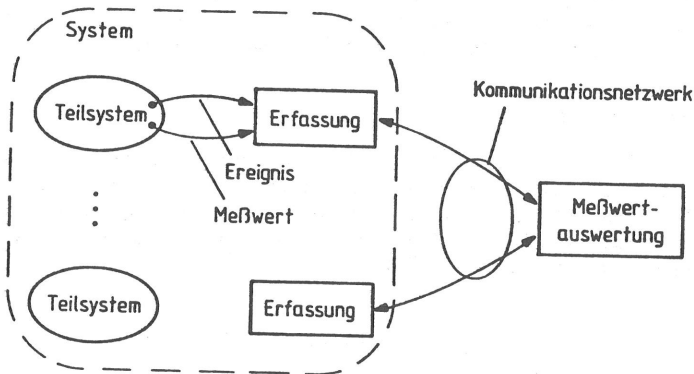 System
Teilsystem
Erfassung
Kommunikationsnetzwerk
Ereignis
Meßwert
Meßwert-
auswertung
Teilsystem
Erfassung